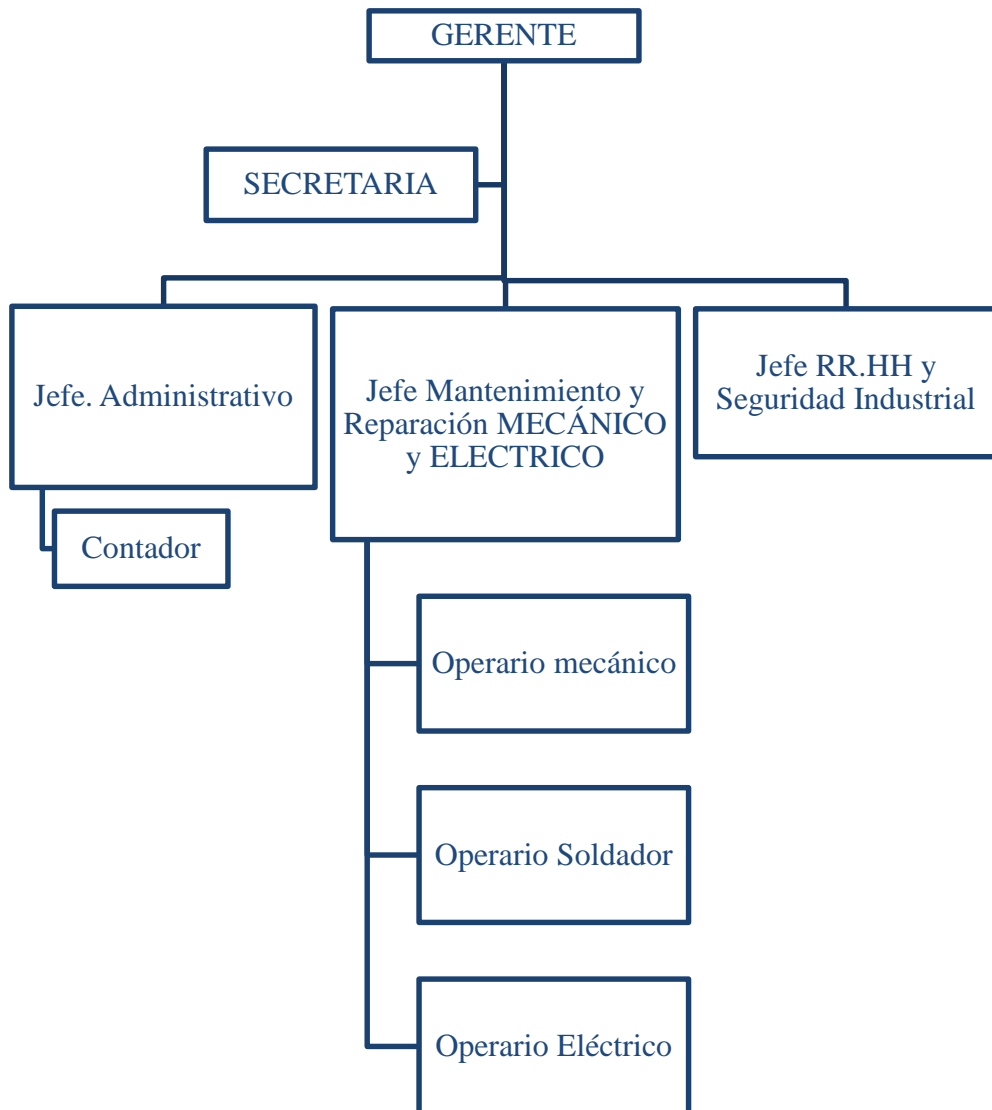 GERENTE
SECRETARIA
Jefe. Administrativo
Jefe Mantenimiento y
Reparación MECÁNICO
y ELECTRICO
Jefe RR.HH y
Seguridad Industrial
Contador
Operario mecánico
Operario Soldador
Operario Eléctrico